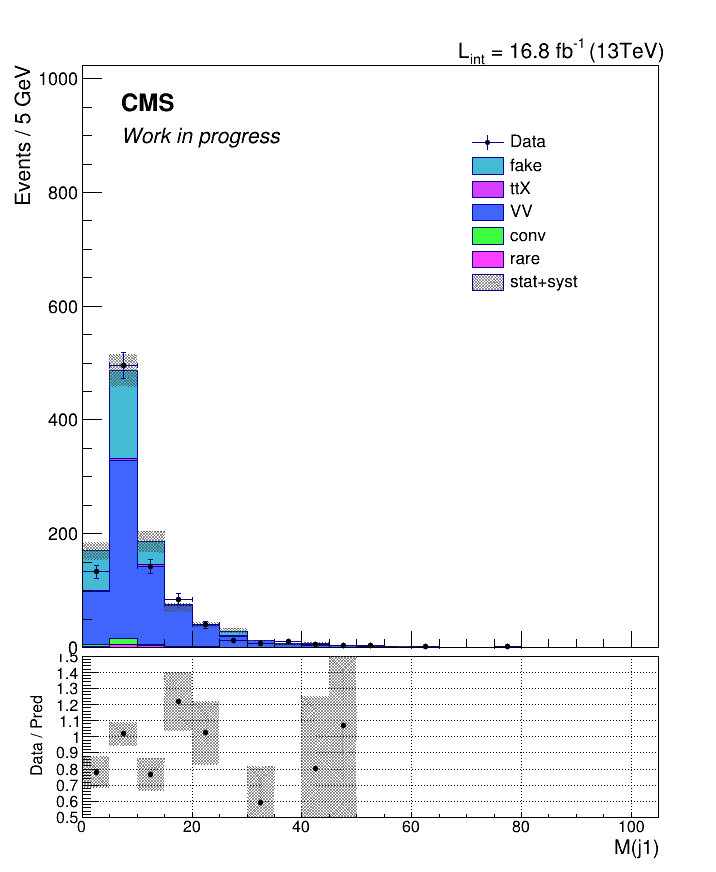 L_int = 16.8 fb^-1 (13TeV)
Events / 5 GeV
1000
800
600
400
200
0
CMS
Work in progress
Data
fake
ttX
VV
conv
rare
stat+syst
Data / Pred
1.5
1.4
1.3
1.2
1.1
1
0.9
0.8
0.7
0.6
0.5
0 20 40 60 80 100
M(j1)